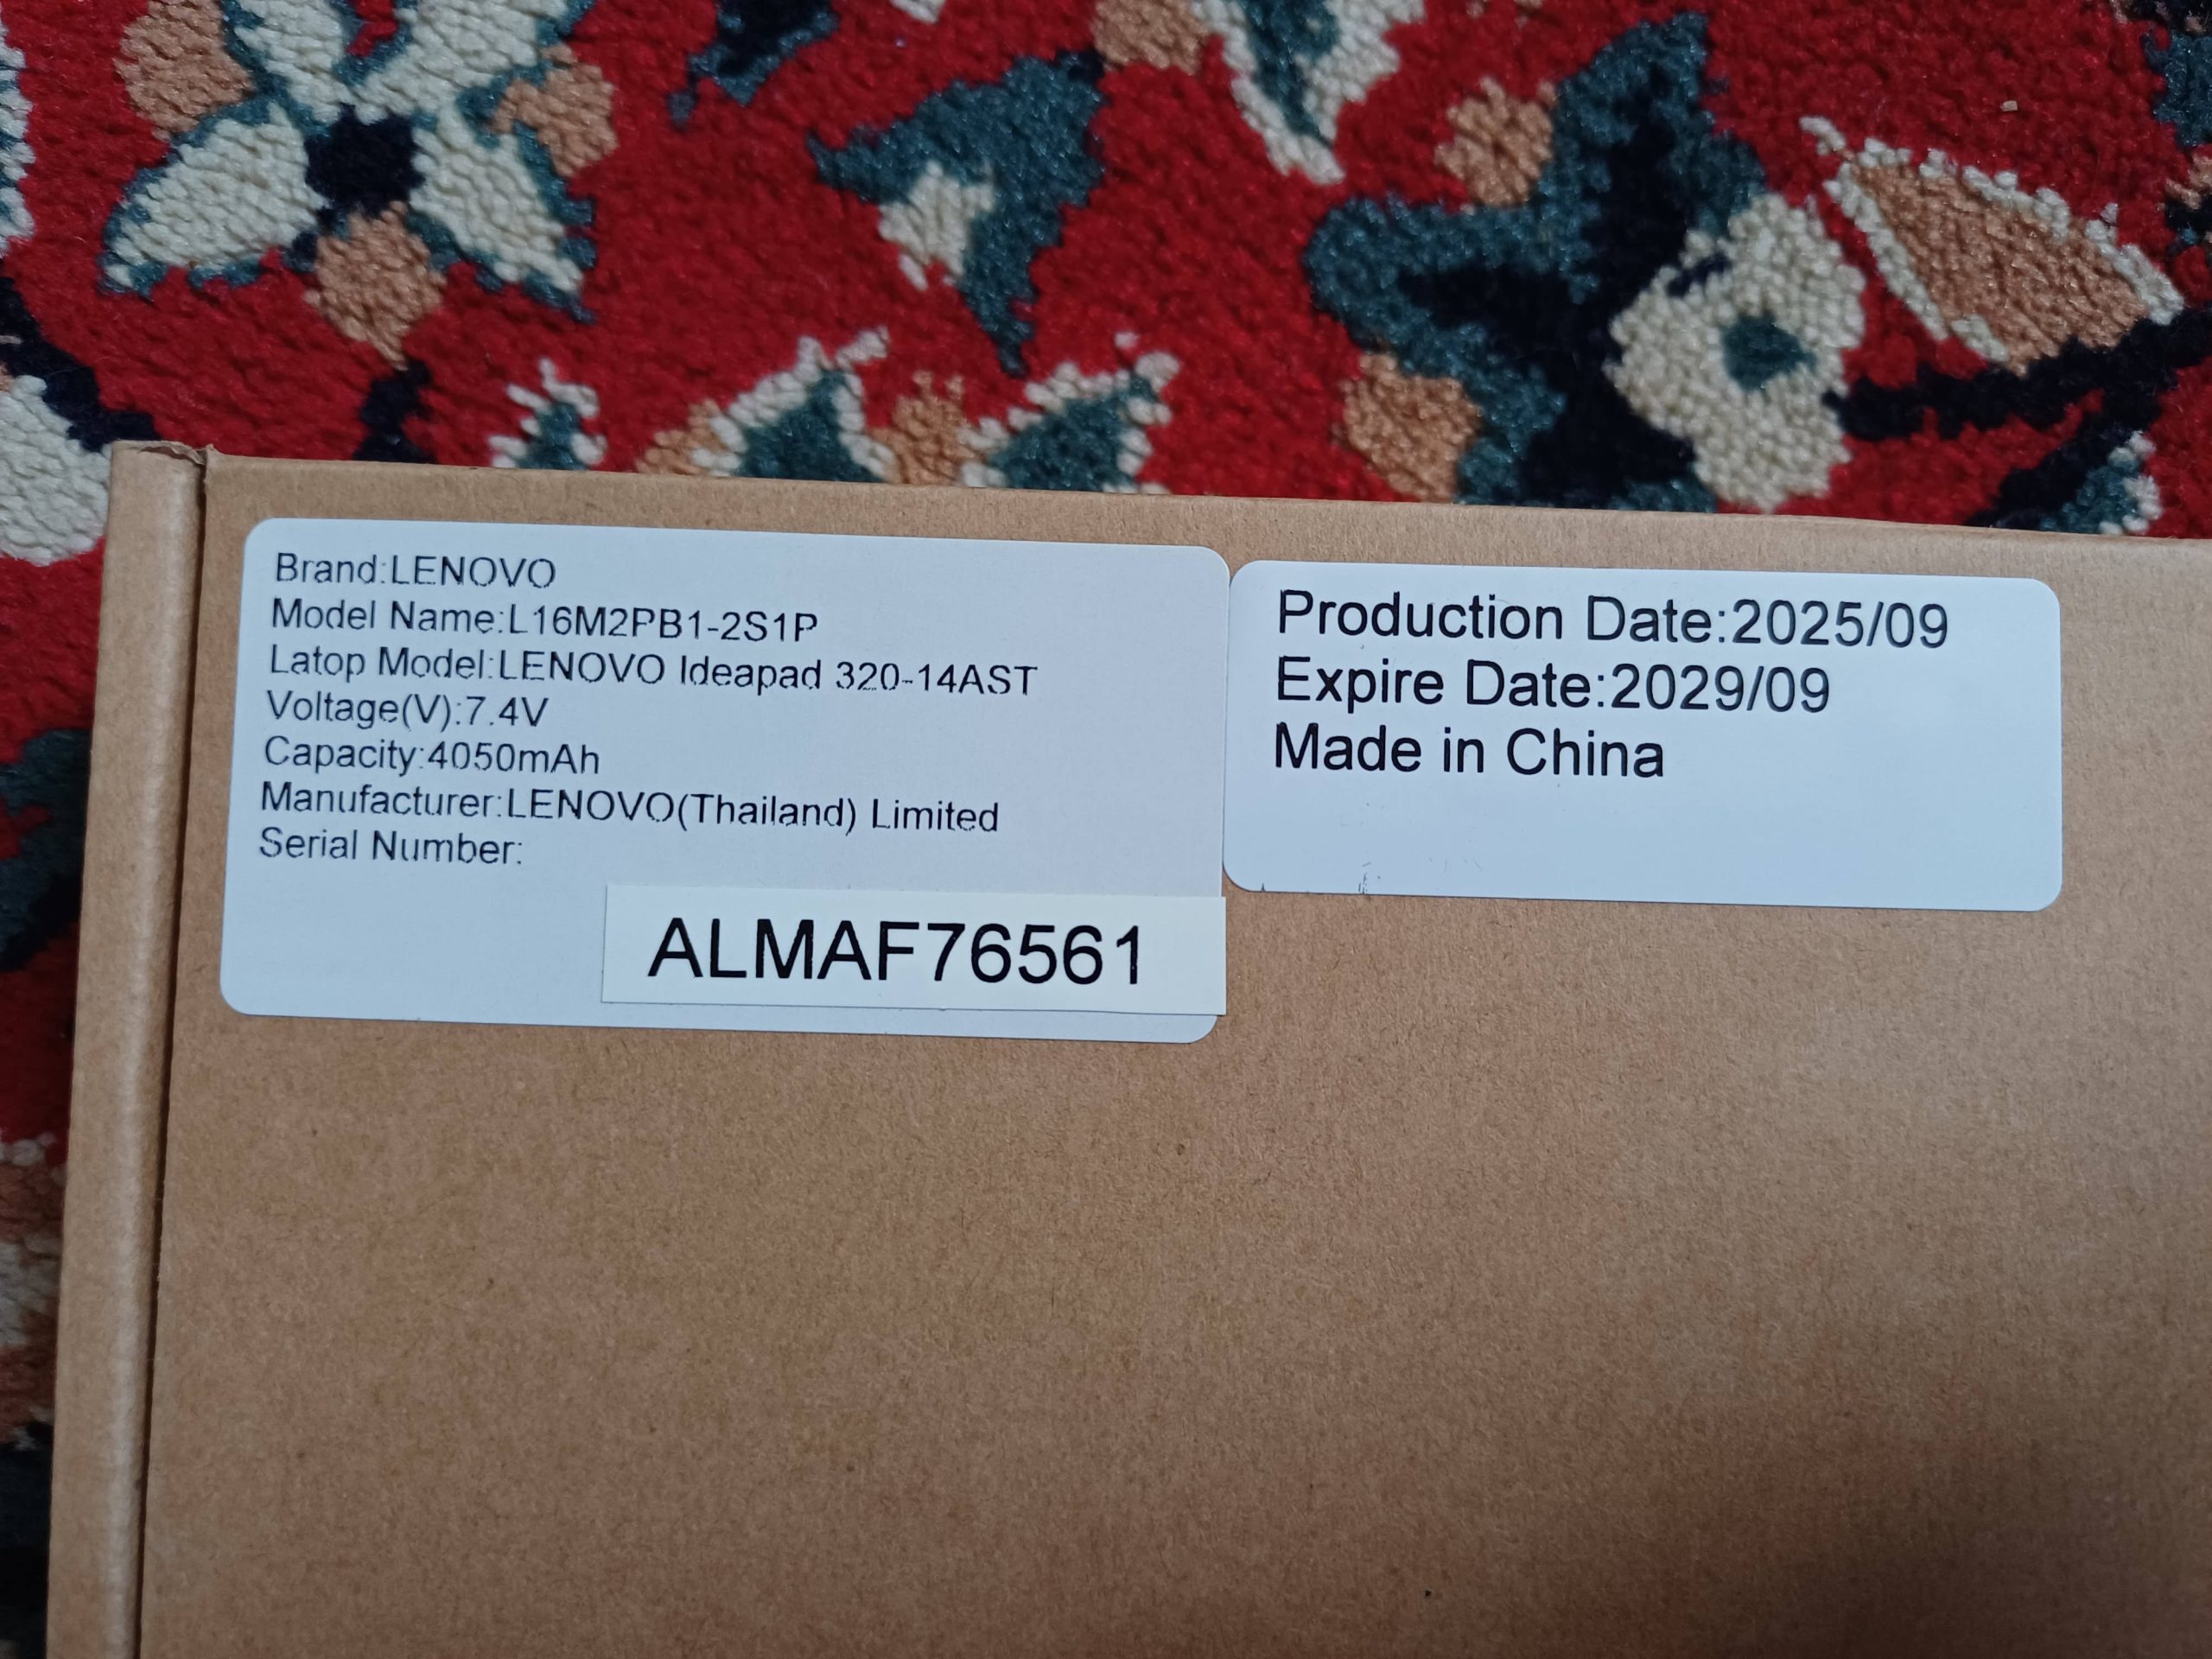 Brand:LENOVO
Model Name:L16M2PB1-2S1P
Latop Model:LENOVO Ideapad 320-14AST
Voltage(V):7.4V
Capacity:4050mAh
Manufacturer:LENOVO(Thailand) Limited
Serial Number:
ALMAF76561
Production Date:2025/09
Expire Date:2029/09
Made in China